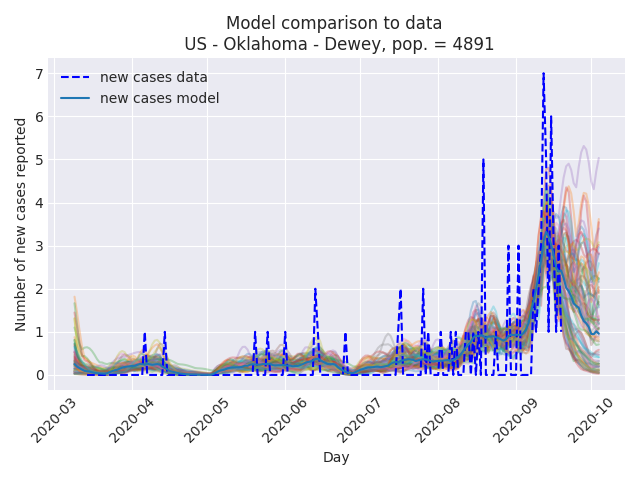 Model comparison to data
US - Oklahoma - Dewey, pop. = 4891
new cases data
new cases model
Number of new cases reported
7
6
5
4
3
2
1
0
2020-03
2020-04
2020-05
2020-06
2020-07
2020-08
2020-09
2020-10
Day